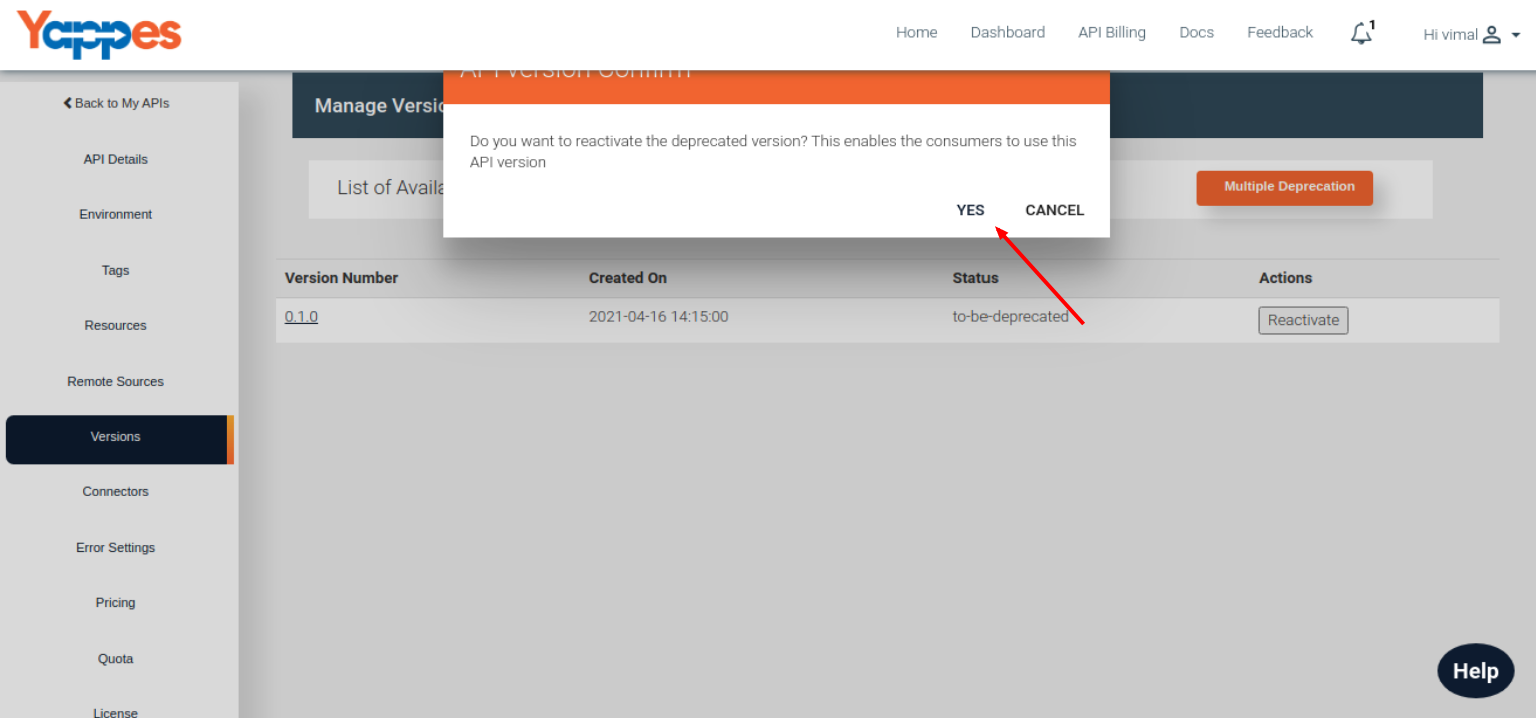 Yappes
Home Dashboard API Billing Docs Feedback 1 Hi vimal
API Version Confirm
Back to My APIs
Manage Versio
Do you want to reactivate the deprecated version? This enables the consumers to use this
API version
API Details
List of Availa
Multiple Deprecation
YES CANCEL
Environment
Tags
Version Number Created On Status Actions
0.1.0 2021-04-16 14:15:00 to-be-deprecated Reactivate
Resources
Remote Sources
Versions
Connectors
Error Settings
Pricing
Quota
Help
License